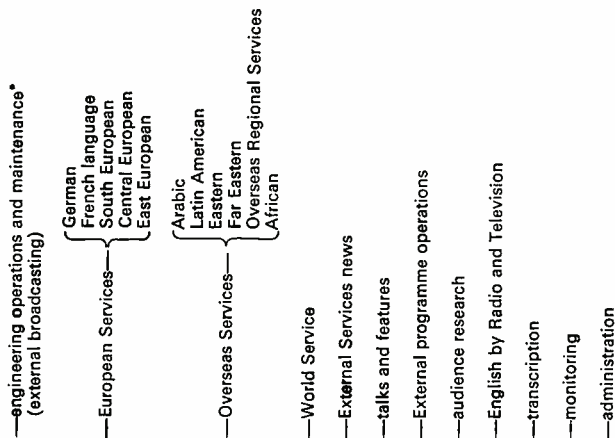 engineering operations and maintenance*
(external broadcasting)
European Services
German
French language
South European
Central European
East European
Overseas Services
Arabic
Latin American
Eastern
Far Eastern
Overseas Regional Services
African
World Service
External Services news
talks and features
External programme operations
audience research
English by Radio and Television
transcription
monitoring
administration